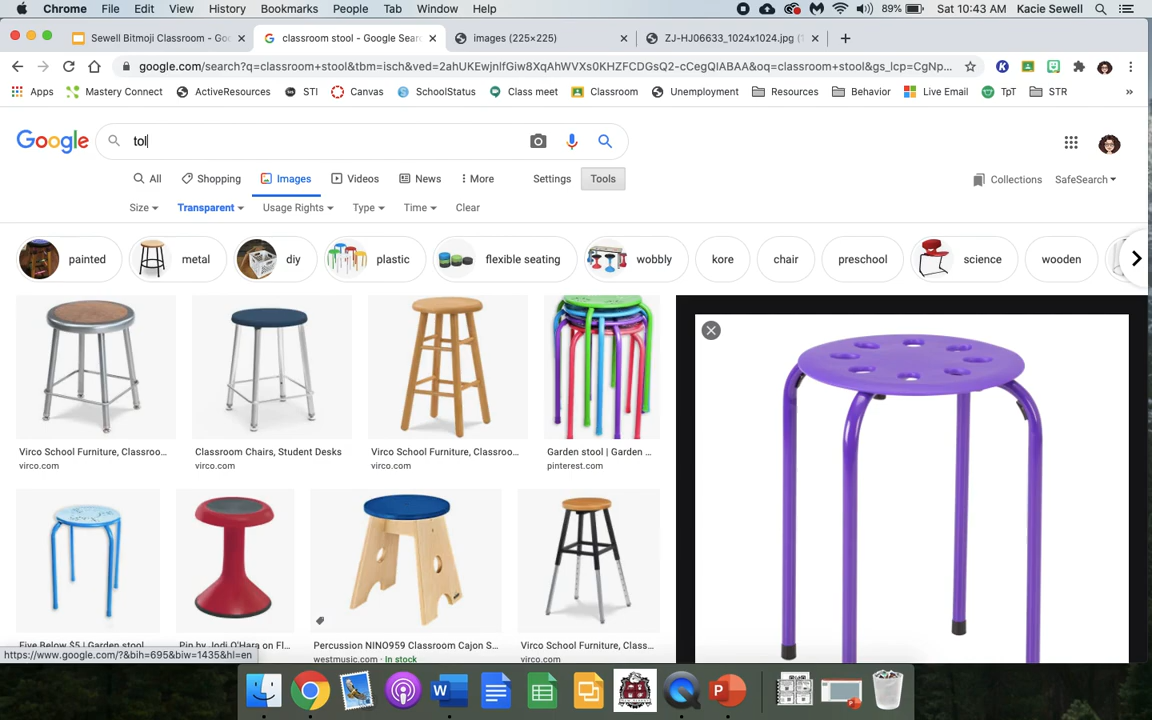 Chrome File Edit View History Bookmarks People Tab Window Help 89% Sat 10:43 AM Kacie Sewell
Sewell Bitmoji Classroom - Goo classroom stool - Google Sear images (225×225) ZJ-HJ06633_1024x1024.jpg (
google.com/search?q=classroom+stool&tbm=isch&ved=2ahUKEwjnlfGiw8XqAhWVXs0KHZFCDGsQ2-cCegQIABAA&oq=classroom+stool&gs_lcp=CgNp...
Apps Mastery Connect ActiveResources STI Canvas SchoolStatus Class meet Classroom Unemployment Resources Behavior Live Email TpT STR »
Google tol
All Shopping Images Videos News More Settings Tools Collections SafeSearch
Size Transparent Usage Rights Type Time Clear
painted metal diy plastic flexible seating wobbly kore chair preschool science wooden
Virco School Furniture, Classroo... Classroom Chairs, Student Desks Virco School Furniture, Classroo... Garden stool | Garden ...
virco.com virco.com virco.com pinterest.com
Five Below $5 | Garden stool Pin by Jodi O'Hara on Fl... Percussion NINO959 Classroom Cajon S... Virco School Furniture, Class...
https://www.google.com/?&bih=695&biw=1435&hl=en westmusic.com · In stock virco.com